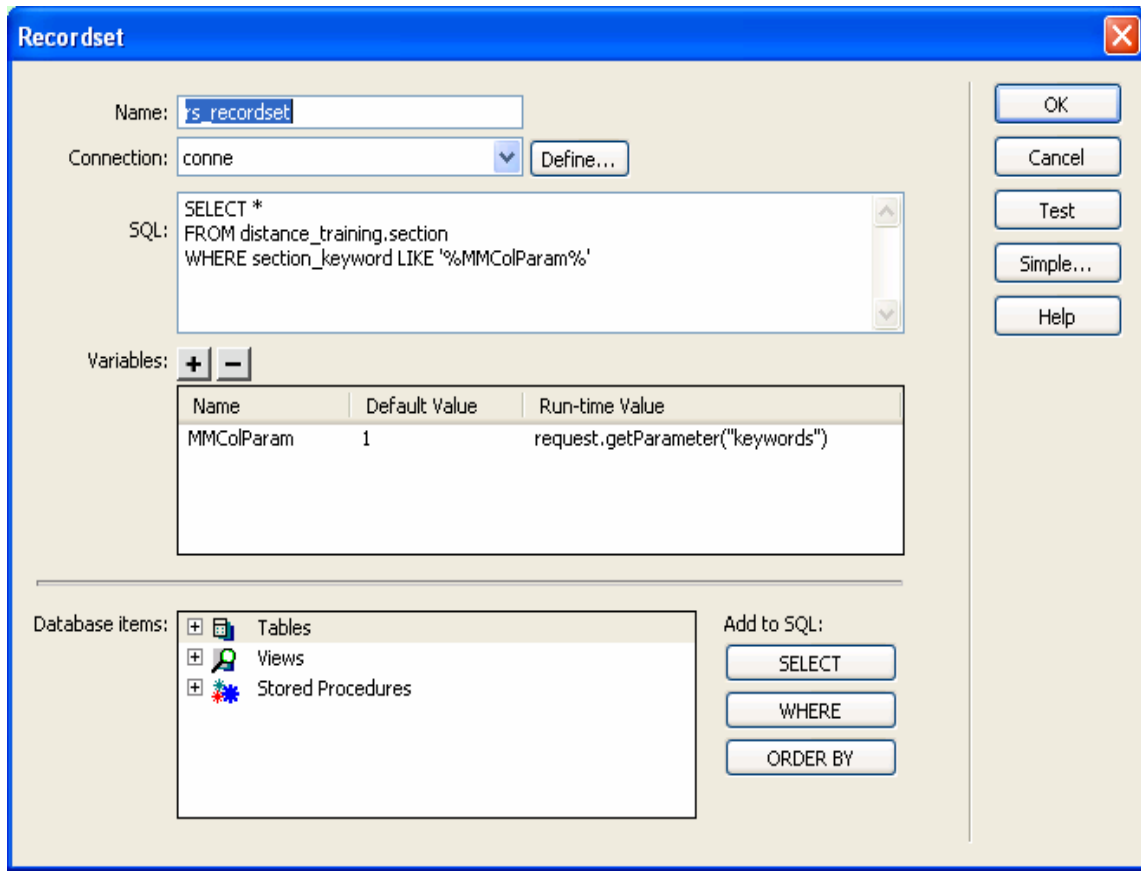 Recordset
Name: rs_recordset
OK
Connection: conne
Define...
Cancel
SQL:
SELECT *
FROM distance_training.section
WHERE section_keyword LIKE '%MMColParam%'
Test
Simple...
Help
Variables: + −
Name Default Value Run-time Value
MMColParam 1 request.getParameter("keywords")
Database items:
Tables
Views
Stored Procedures
Add to SQL:
SELECT
WHERE
ORDER BY